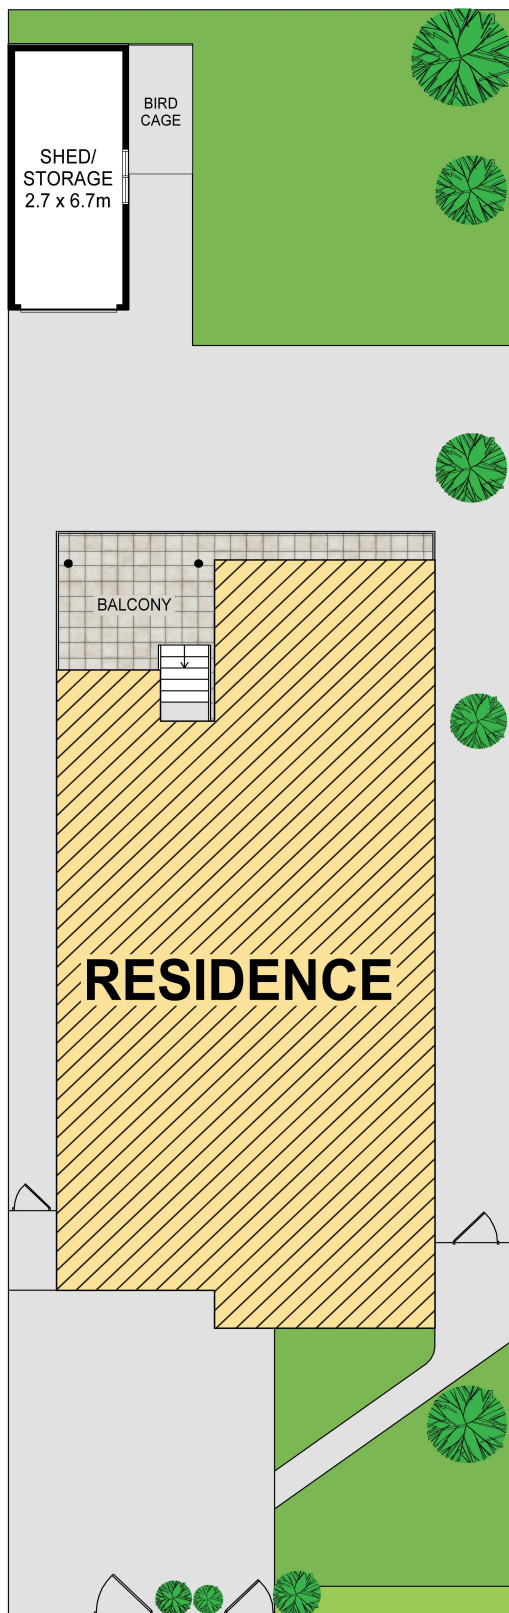 BIRD
CAGE
SHED/
STORAGE
2.7 x 6.7m
BALCONY
RESIDENCE